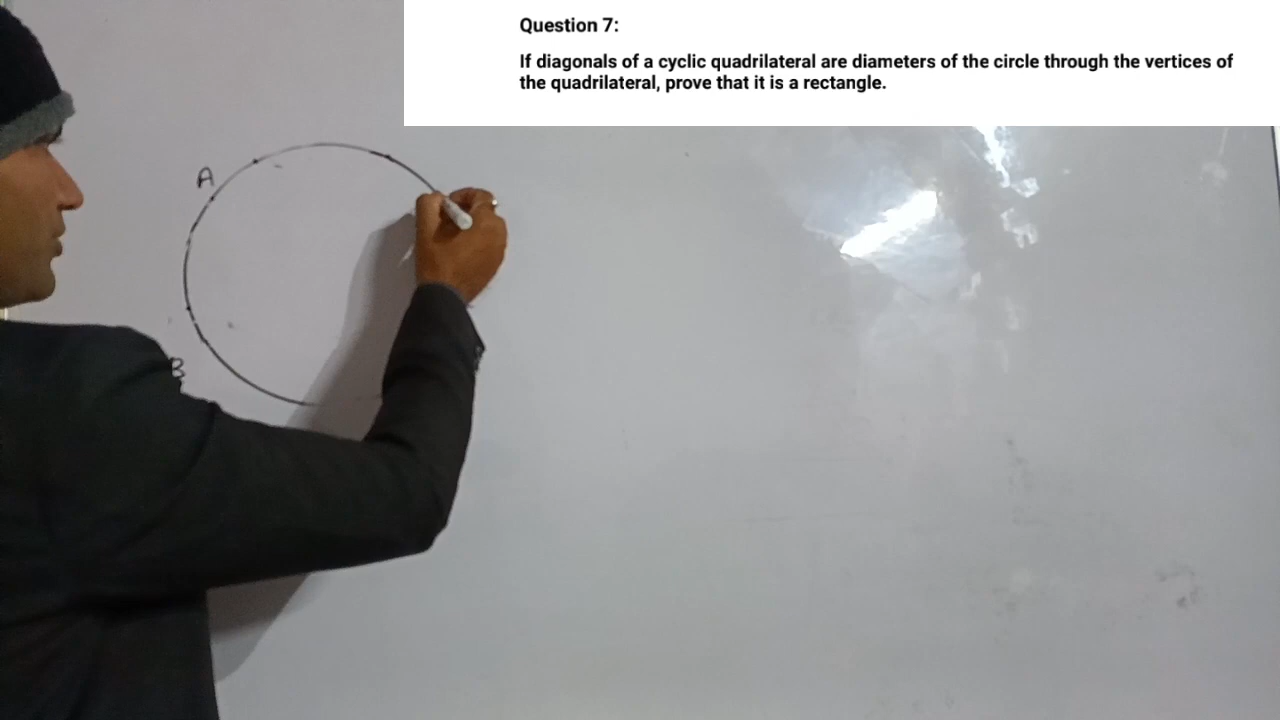 Question 7:
If diagonals of a cyclic quadrilateral are diameters of the circle through the vertices of
the quadrilateral, prove that it is a rectangle.
A
B